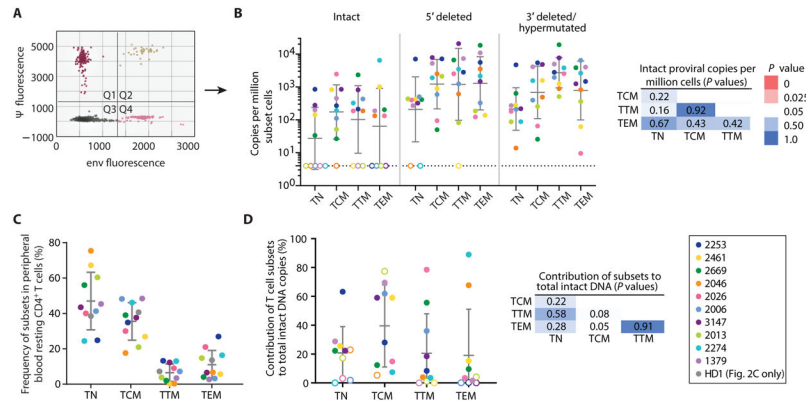 A
Ψ fluorescence
5000
3000
1000
0
−1000
Q1 Q2
Q3 Q4
0
1000
2000
3000
env fluorescence
B
Intact
5′ deleted
3′ deleted/
hypermutated
Copies per million
subset cells
10⁴
10³
10²
10¹
10⁰
TN
TCM
TTM
TEM
TN
TCM
TTM
TEM
TN
TCM
TTM
TEM
Intact proviral copies per
million cells (P values)
TCM 0.22
TTM 0.16 0.92
TEM 0.67 0.43 0.42
TN TCM TTM
P value
0
0.025
0.05
0.50
1.0
C
Frequency of subsets in peripheral
blood resting CD4⁺ T cells (%)
80
60
40
20
0
TN
TCM
TTM
TEM
D
Contribution of T cell subsets
to total intact DNA copies (%)
100
80
60
40
20
0
TN
TCM
TTM
TEM
Contribution of subsets to
total intact DNA (P values)
TCM 0.22
TTM 0.58 0.08
TEM 0.28 0.05 0.91
TN TCM TTM
2253
2461
2669
2046
2026
2006
3147
2013
2274
1379
HD1 (Fig. 2C only)